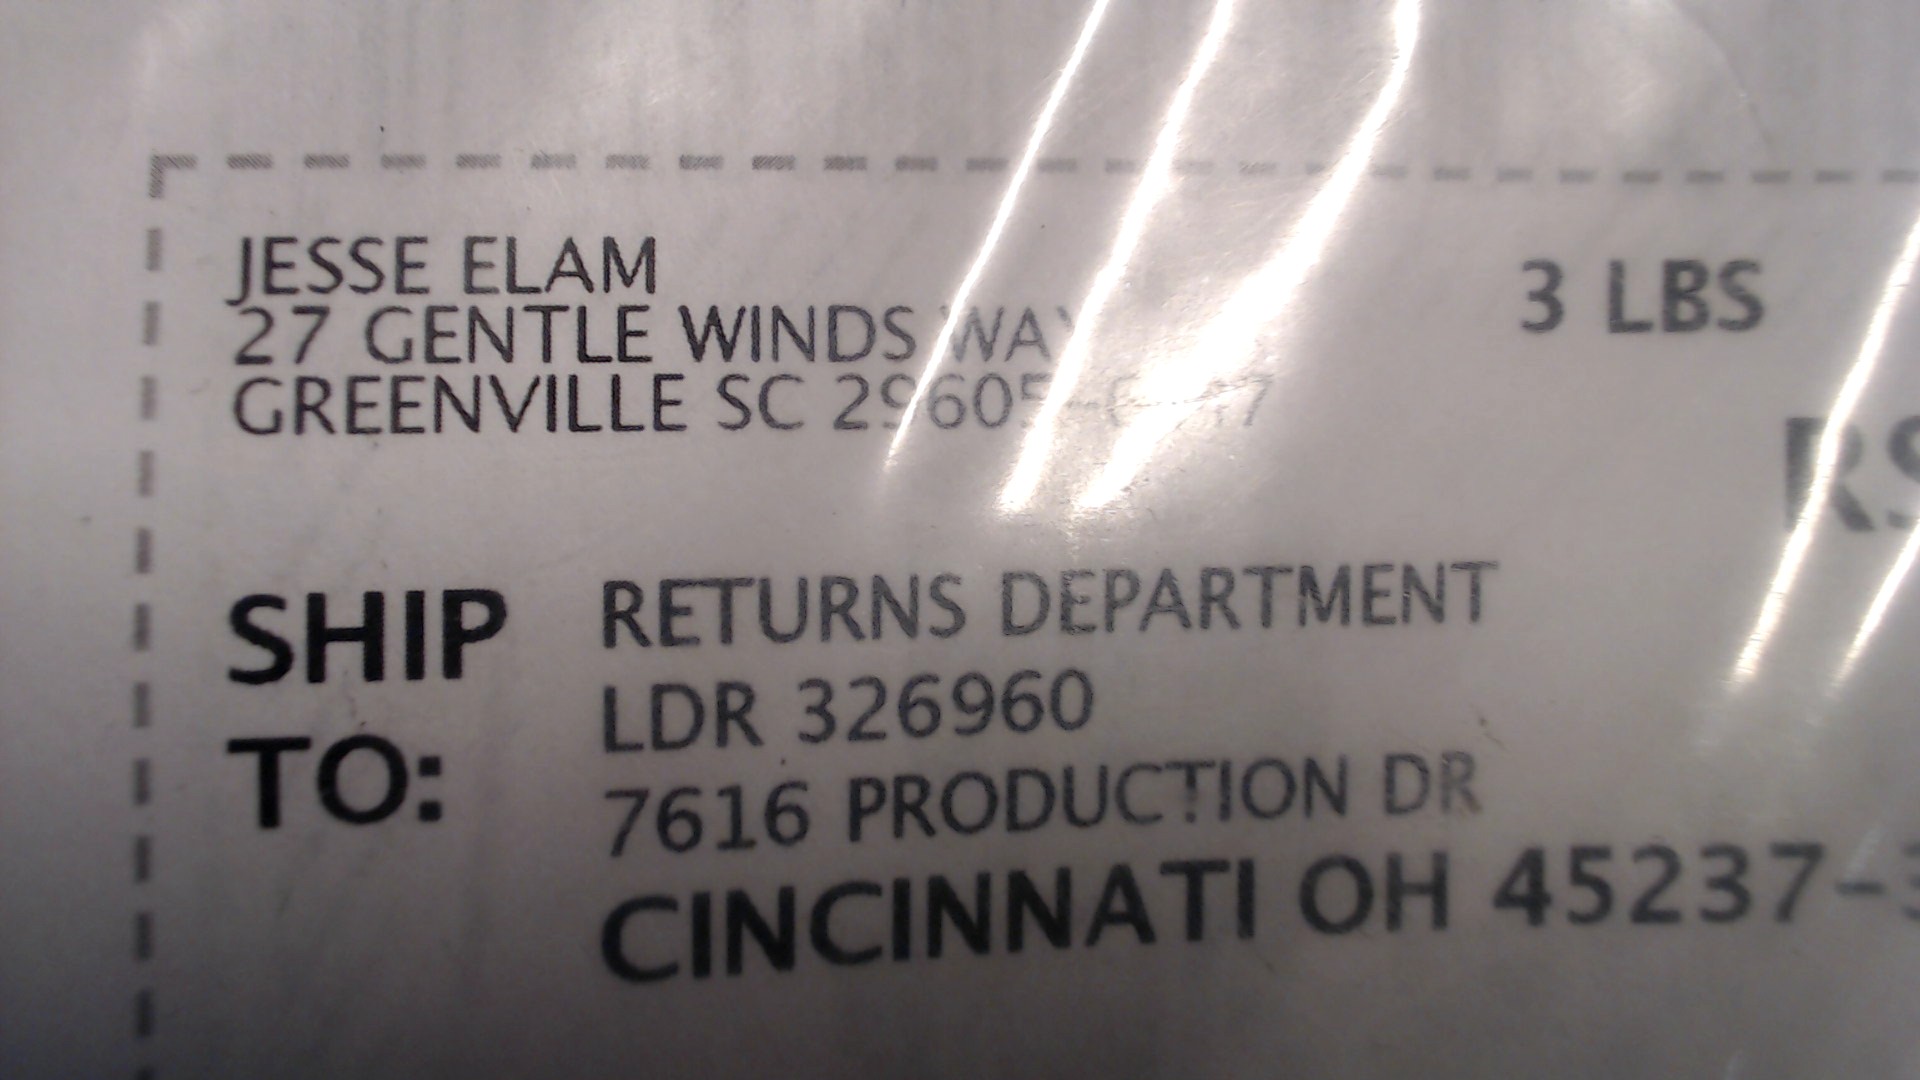 JESSE ELAM
27 GENTLE WINDS WAY
GREENVILLE SC
3 LBS
SHIP TO:
RETURNS DEPARTMENT
LDR 326960
7616 PRODUCTION DR
CINCINNATI OH